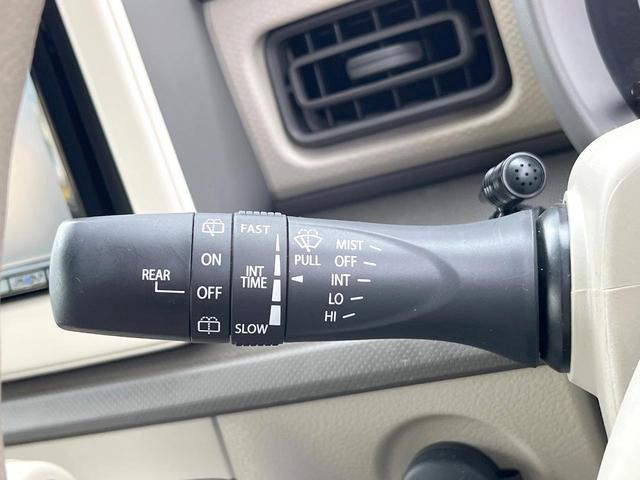 REAR
ON
OFF
FAST
INT
TIME
SLOW
PULL
MIST
OFF
INT
LO
HI